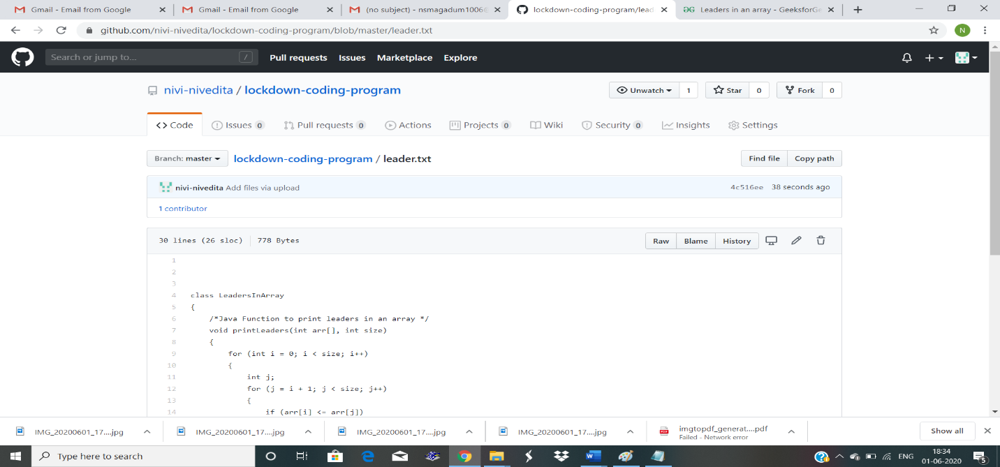 Gmail - Email from Google
Gmail - Email from Google
(no subject) - nsmagadum1006@
lockdown-coding-program/lead
Leaders in an array - GeeksforGe
github.com/nivi-nivedita/lockdown-coding-program/blob/master/leader.txt
N
Search or jump to...
/
Pull requests Issues Marketplace Explore
nivi-nivedita / lockdown-coding-program
Unwatch 1 Star 0 Fork 0
<> Code Issues 0 Pull requests 0 Actions Projects 0 Wiki Security 0 Insights Settings
Branch: master lockdown-coding-program / leader.txt Find file Copy path
nivi-nivedita Add files via upload 4c516ee 38 seconds ago
1 contributor
30 lines (26 sloc) 778 Bytes Raw Blame History
1
2
3
4 class LeadersInArray
5 {
6 /*Java Function to print leaders in an array */
7 void printLeaders(int arr[], int size)
8 {
9 for (int i = 0; i < size; i++)
10 {
11 int j;
12 for (j = i + 1; j < size; j++)
13 {
14 if (arr[i] <= arr[j])
IMG_20200601_17....jpg
IMG_20200601_17....jpg
IMG_20200601_17....jpg
IMG_20200601_17....jpg
imgtopdf_generat....pdf
Failed - Network error
Show all
Type here to search
ENG
18:34
01-06-2020
5